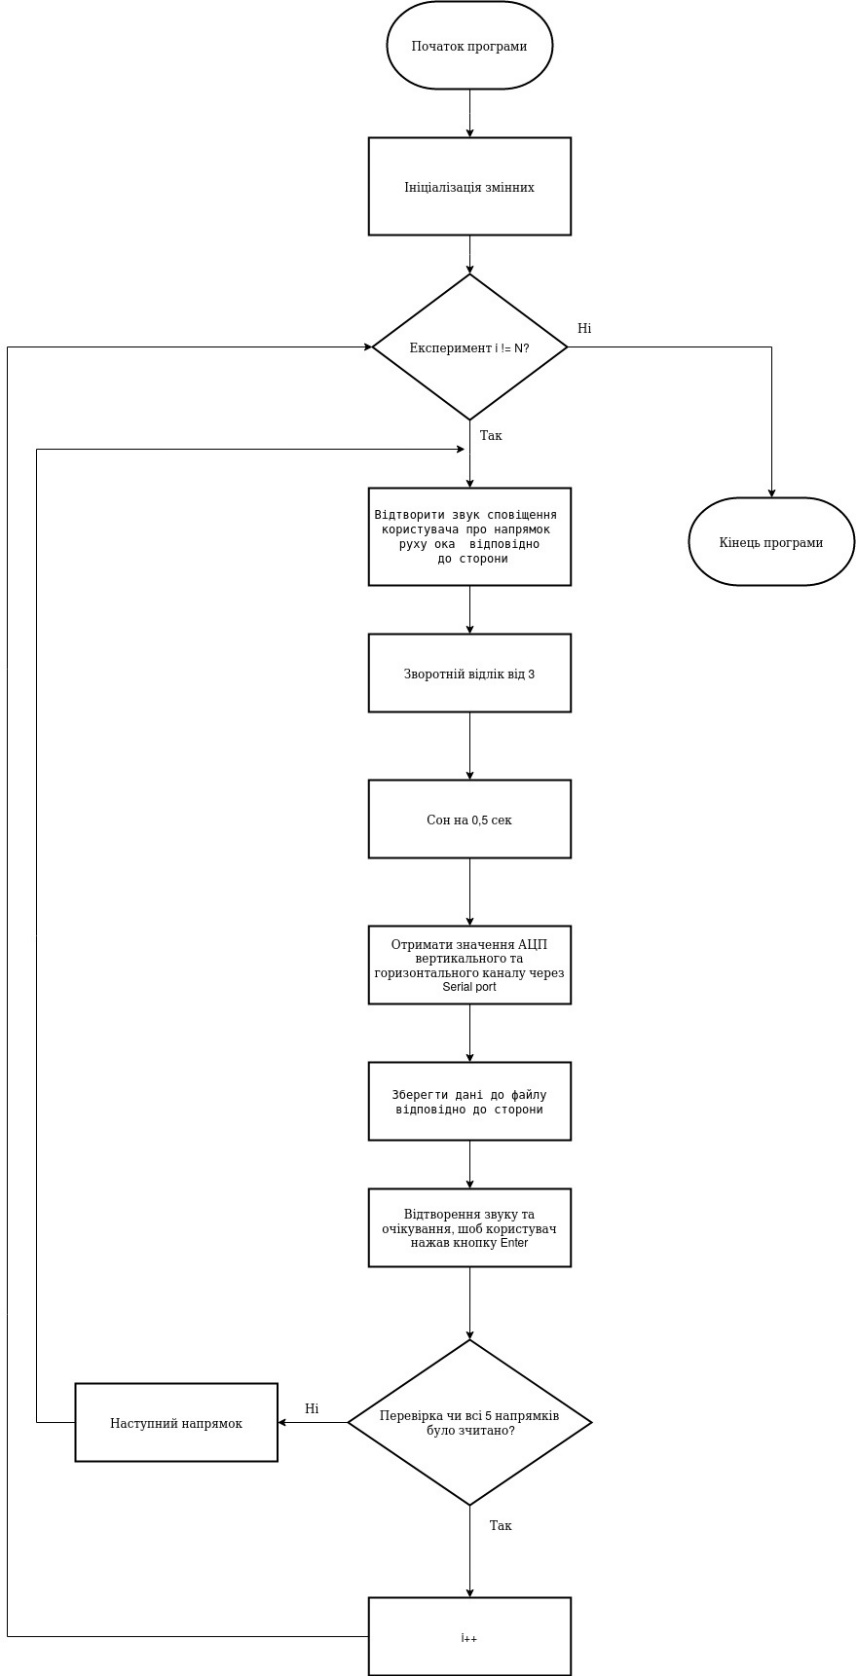 Початок програми
Ініціалізація змінних
Ні
Експеримент i != N?
Так
Відтворити звук сповіщення
користувача про напрямок
руху ока відповідно
до сторони
Кінець програми
Зворотній відлік від 3
Сон на 0,5 сек
Отримати значення АЦП
вертикального та
горизонтального каналу через
Serial port
Зберегти дані до файлу
відповідно до сторони
Відтворення звуку та
очікування, шоб користувач
нажав кнопку Enter
Перевірка чи всі 5 напрямків
було зчитано?
Ні
Наступний напрямок
Так
i++